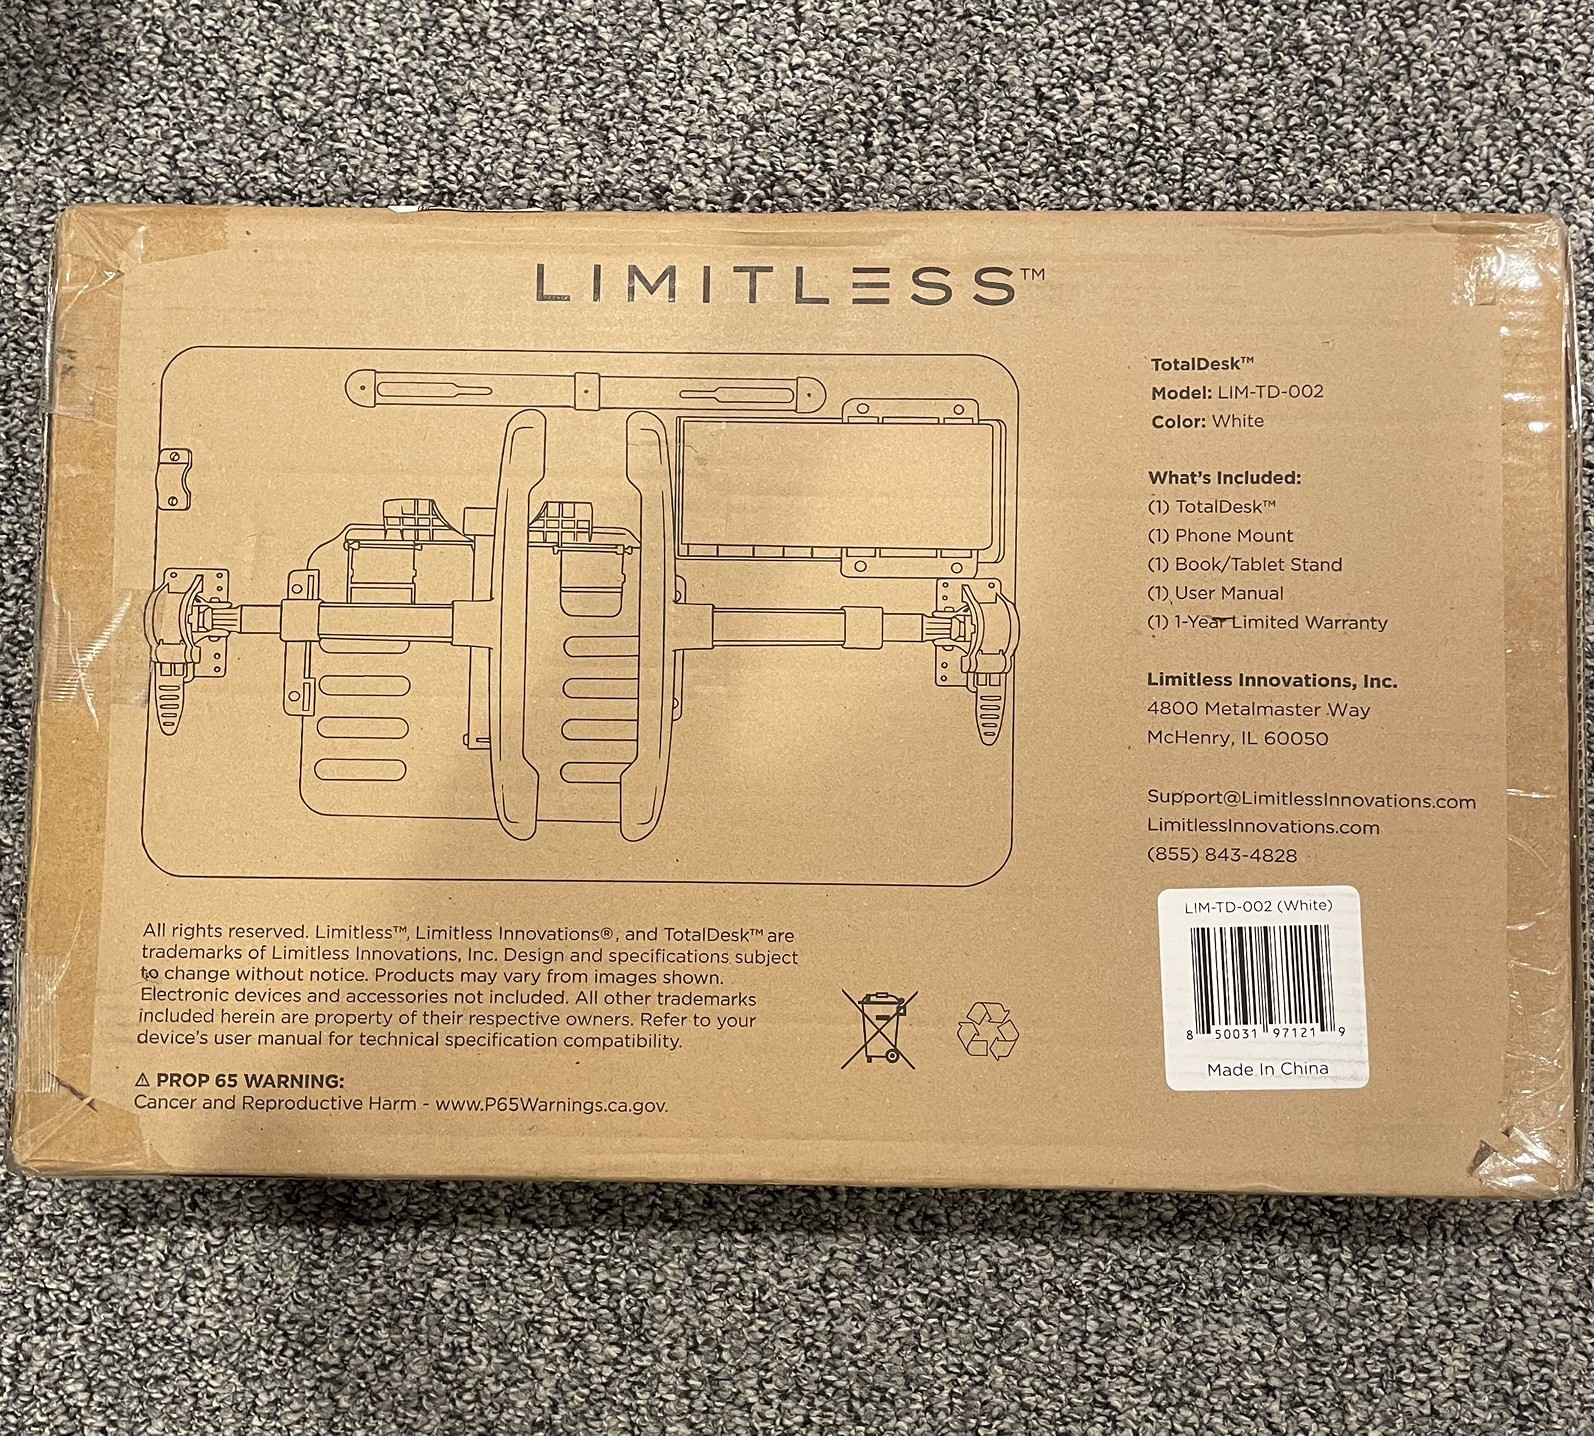 LIMITLESS™
TotalDesk™
Model: LIM-TD-002
Color: White
What's Included:
(1) TotalDesk™
(1) Phone Mount
(1) Book/Tablet Stand
(1) User Manual
(1) 1-Year Limited Warranty
Limitless Innovations, Inc.
4800 Metalmaster Way
McHenry, IL 60050
Support@LimitlessInnovations.com
LimitlessInnovations.com
(855) 843-4828
All rights reserved. Limitless™, Limitless Innovations®, and TotalDesk™ are
trademarks of Limitless Innovations, Inc. Design and specifications subject
to change without notice. Products may vary from images shown.
Electronic devices and accessories not included. All other trademarks
included herein are property of their respective owners. Refer to your
device's user manual for technical specification compatibility.
⚠ PROP 65 WARNING:
Cancer and Reproductive Harm - www.P65Warnings.ca.gov.
LIM-TD-002 (White)
8 50031 97121 9
Made In China